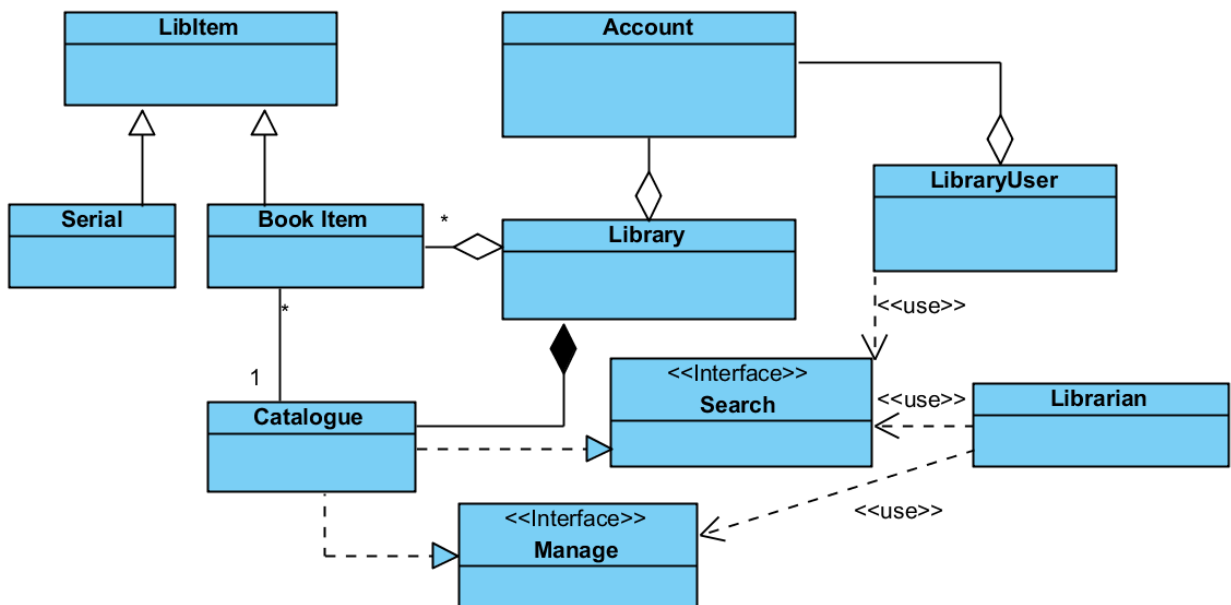 LibItem
Account
LibraryUser
Serial
Book Item
*
Library
<<use>>
*
1
<<Interface>>
Search
<<use>>
Librarian
Catalogue
<<use>>
<<Interface>>
Manage